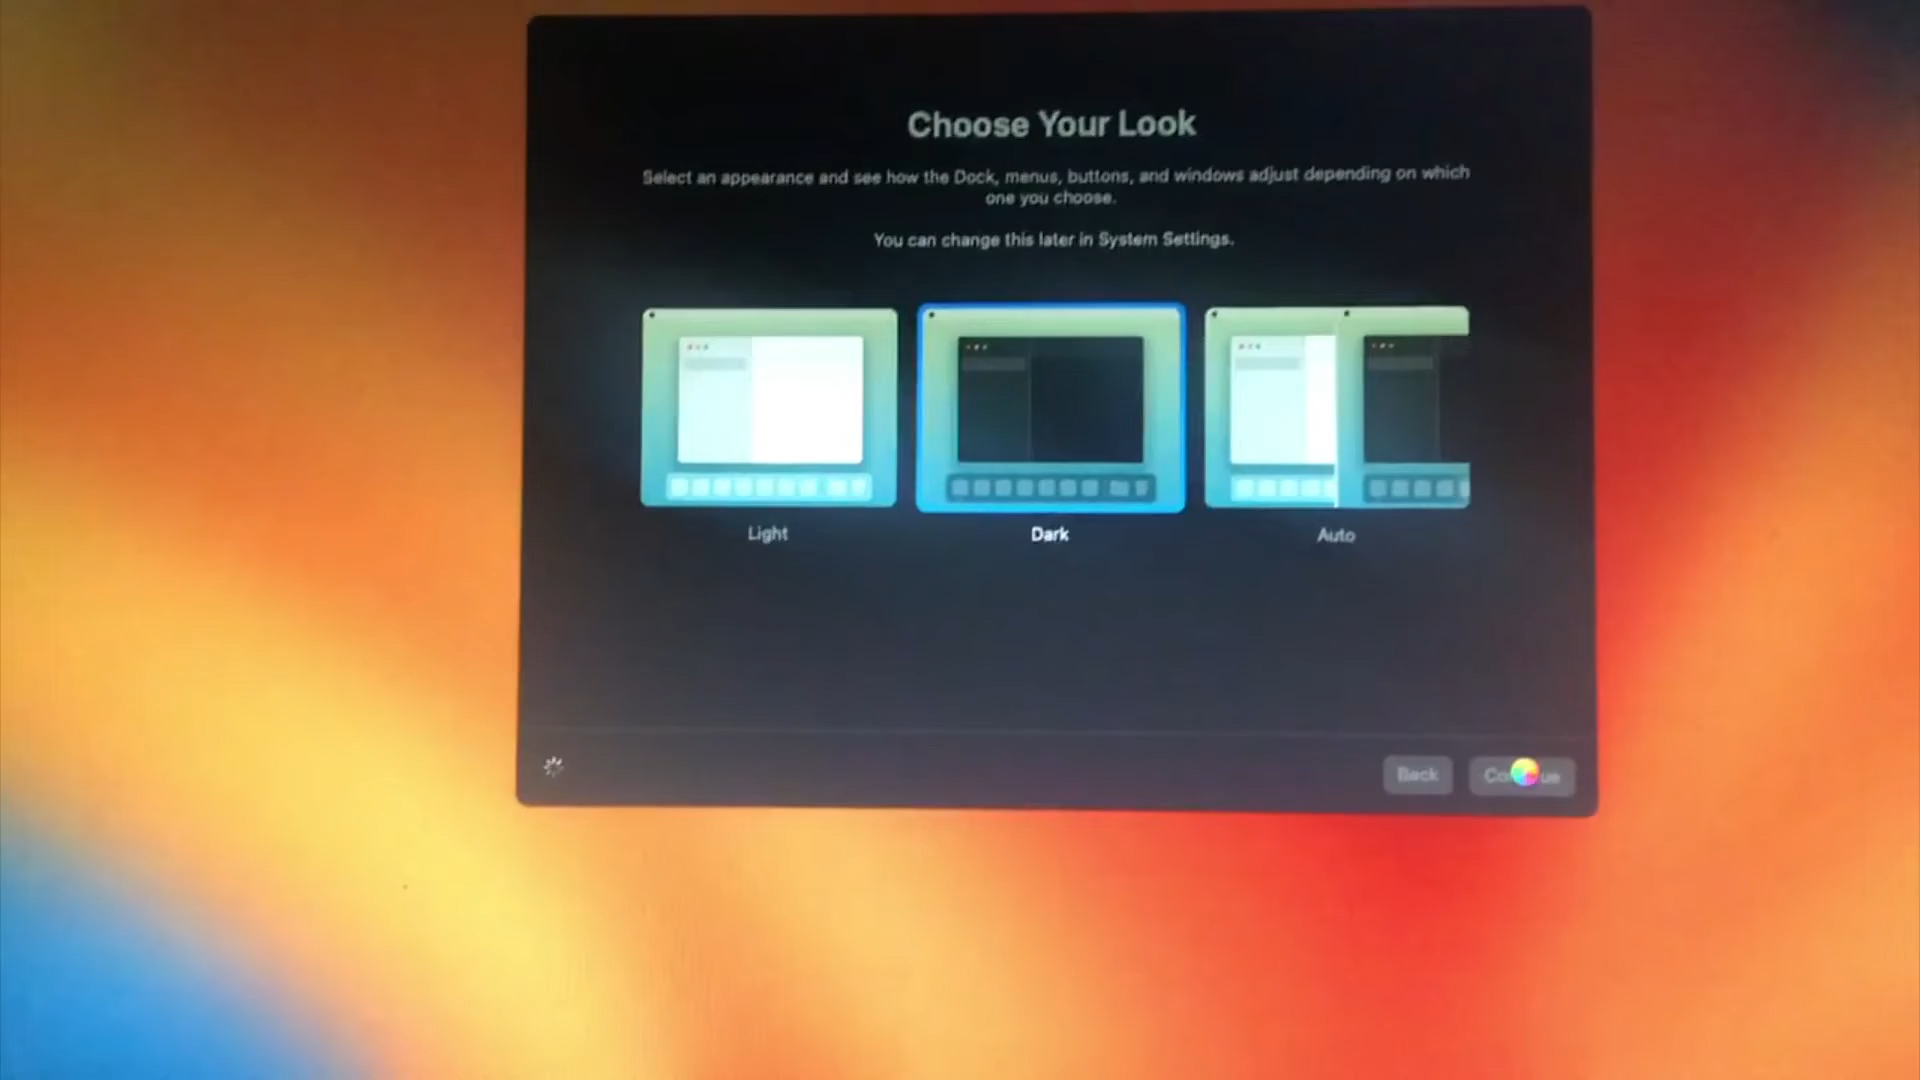 Choose Your Look
Select an appearance and see how the Dock, menus, buttons, and windows adjust depending on which
one you choose.
You can change this later in System Settings.
Light
Dark
Auto
Back